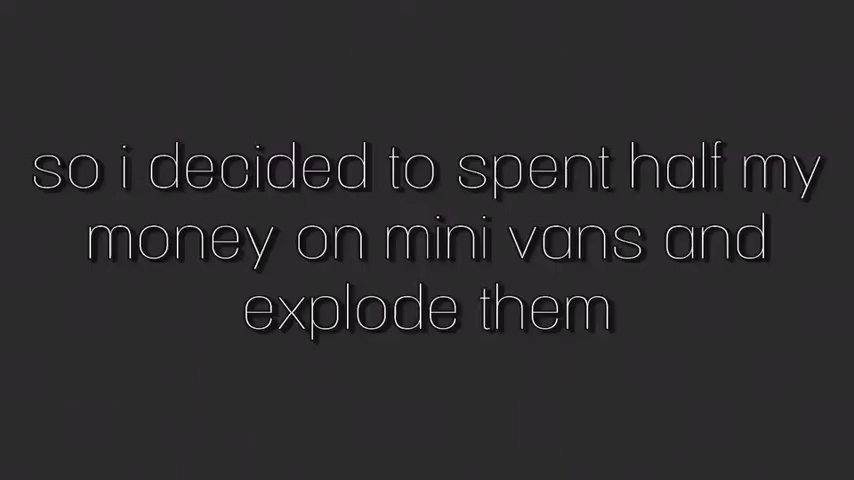 so i decided to spent half my
money on mini vans and
explode them